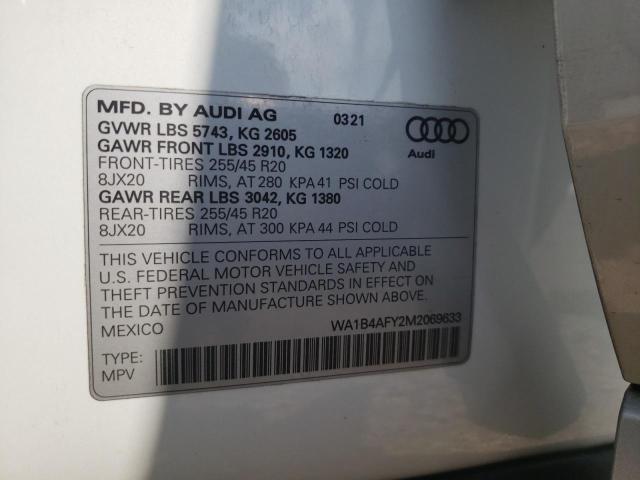 MFD. BY AUDI AG 0321
GVWR LBS 5743, KG 2605
GAWR FRONT LBS 2910, KG 1320
FRONT-TIRES 255/45 R20
8JX20 RIMS, AT 280 KPA 41 PSI COLD
GAWR REAR LBS 3042, KG 1380
REAR-TIRES 255/45 R20
8JX20 RIMS, AT 300 KPA 44 PSI COLD
Audi
THIS VEHICLE CONFORMS TO ALL APPLICABLE
U.S. FEDERAL MOTOR VEHICLE SAFETY AND
THEFT PREVENTION STANDARDS IN EFFECT ON
THE DATE OF MANUFACTURE SHOWN ABOVE.
MEXICO WA1B4AFY2M2069633
TYPE:
MPV